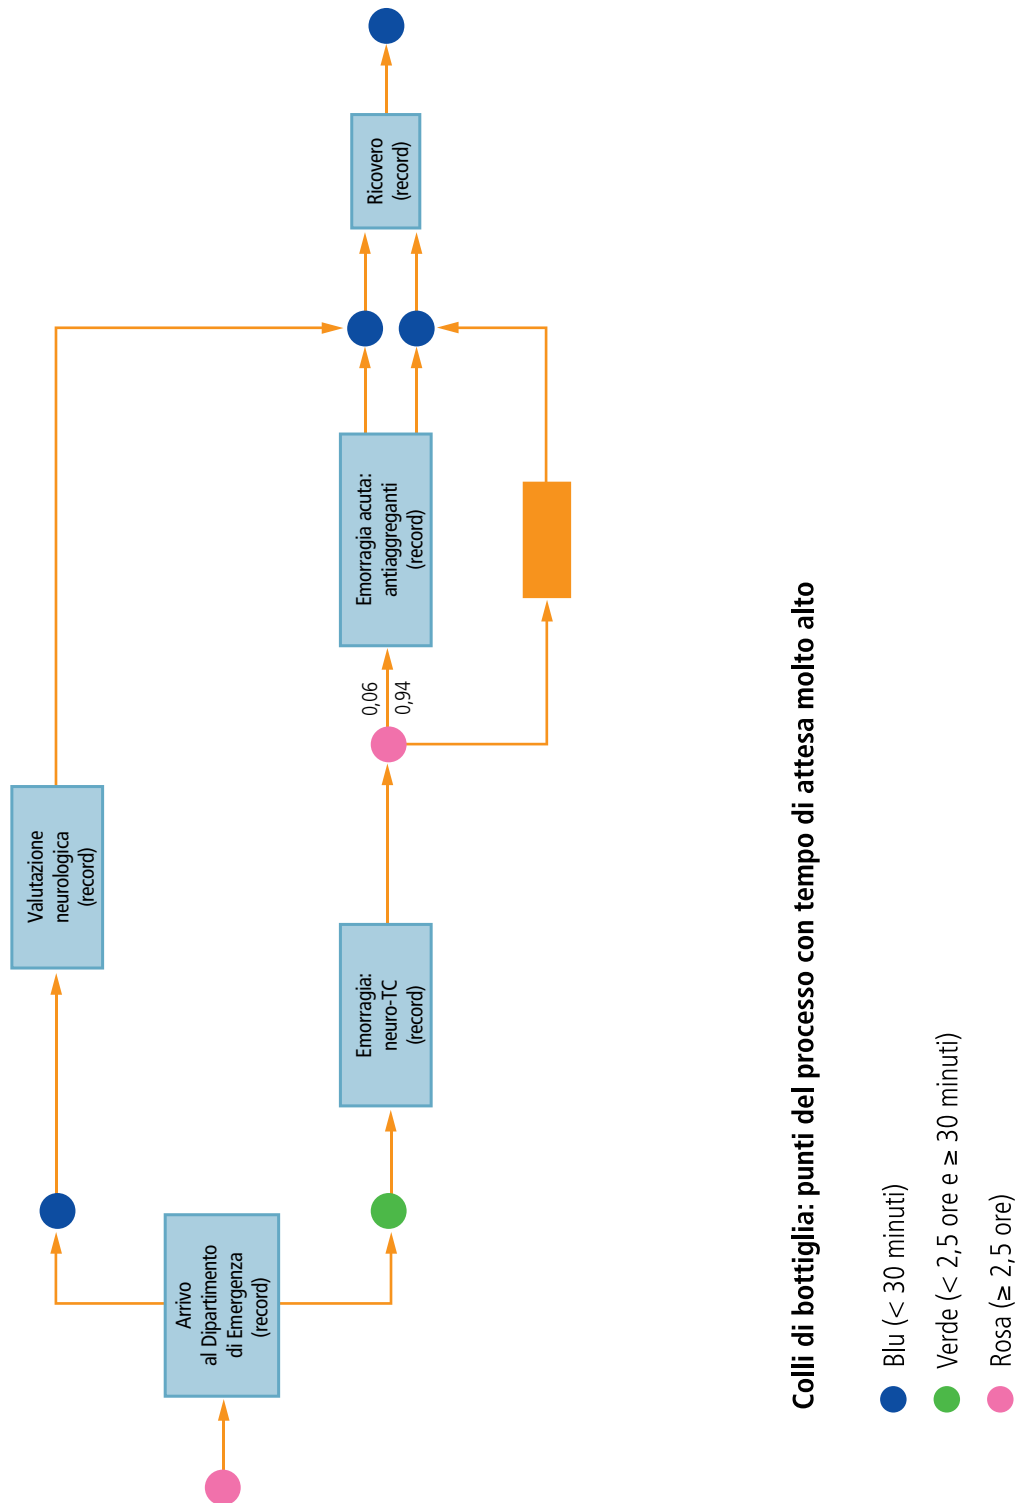 Arrivo
al Dipartimento
di Emergenza
(record)
Valutazione
neurologica
(record)
Emorragia:
neuro-TC
(record)
0,06
0,94
Emorragia acuta:
antiaggreganti
(record)
Ricovero
(record)
Colli di bottiglia: punti del processo con tempo di attesa molto alto
Blu (< 30 minuti)
Verde (< 2,5 ore e ≥ 30 minuti)
Rosa (≥ 2,5 ore)